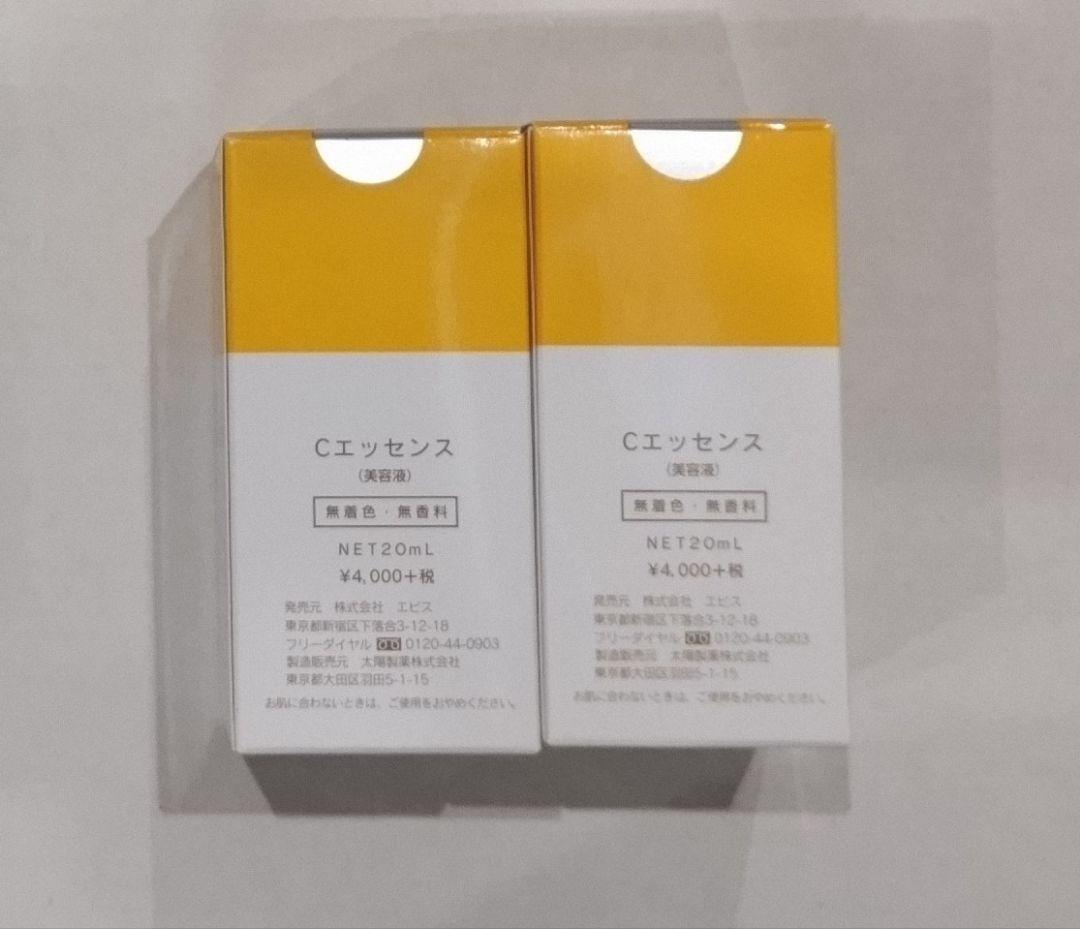 Cエッセンス
(美容液)
無着色・無香料
NET20mL
¥4,000+税
発売元 株式会社 エビス
東京都新宿区下落合3-12-18
フリーダイヤル 0120-44-0903
製造販売元 太陽製薬株式会社
東京都大田区羽田5-1-15
お肌に合わないときは、ご使用をおやめください。
Cエッセンス
(美容液)
無着色・無香料
NET20mL
¥4,000+税
発売元 株式会社 エビス
東京都新宿区下落合3-12-18
フリーダイヤル 0120-44-0903
製造販売元 太陽製薬株式会社
東京都大田区羽田5-1-15
お肌に合わないときは、ご使用をおやめください。